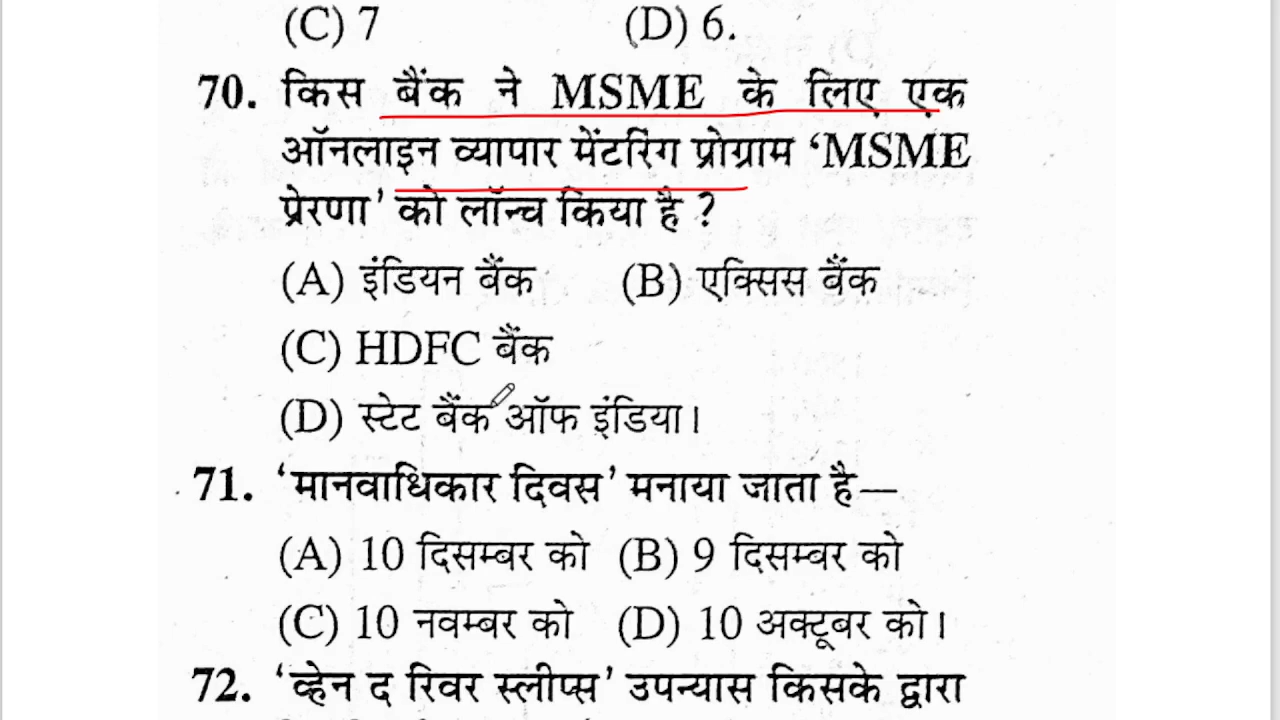 (C) 7 (D) 6.
70. किस बैंक ने MSME के लिए एक
ऑनलाइन व्यापार मेंटरिंग प्रोग्राम ‘MSME
प्रेरणा’ को लॉन्च किया है ?
(A) इंडियन बैंक (B) एक्सिस बैंक
(C) HDFC बैंक
(D) स्टेट बैंक ऑफ इंडिया।
71. ‘मानवाधिकार दिवस’ मनाया जाता है—
(A) 10 दिसम्बर को (B) 9 दिसम्बर को
(C) 10 नवम्बर को (D) 10 अक्टूबर को।
72. ‘व्हेन द रिवर स्लीप्स’ उपन्यास किसके द्वारा